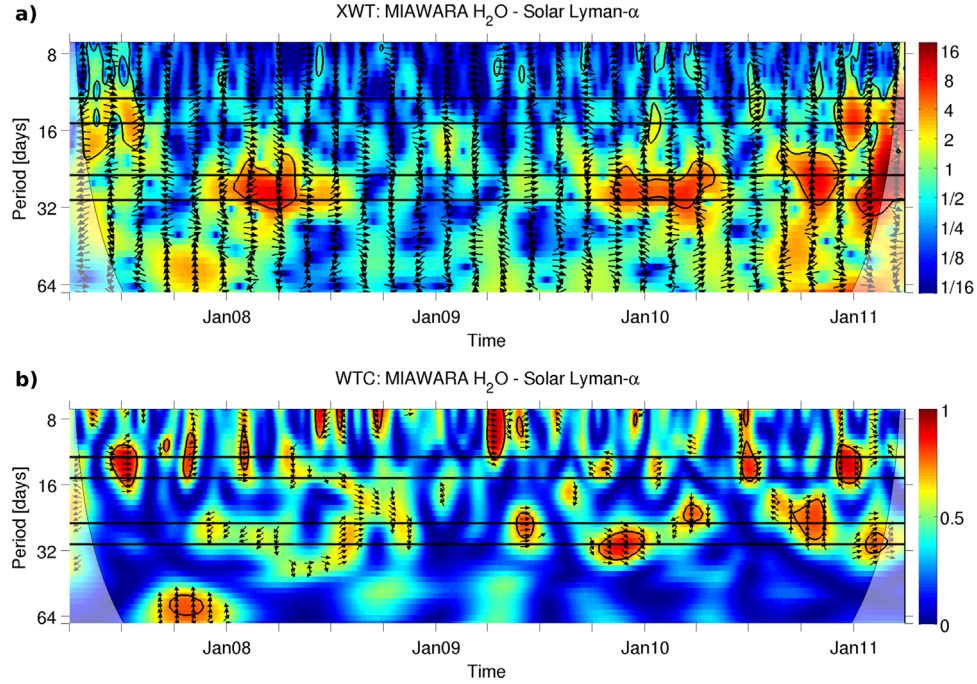 a)
XWT: MIAWARA H2O - Solar Lyman-α
Period [days]
8
16
32
64
Jan08
Jan09
Jan10
Jan11
Time
16
8
4
2
1
1/2
1/4
1/8
1/16
b)
WTC: MIAWARA H2O - Solar Lyman-α
Period [days]
8
16
32
64
Jan08
Jan09
Jan10
Jan11
Time
1
0.5
0